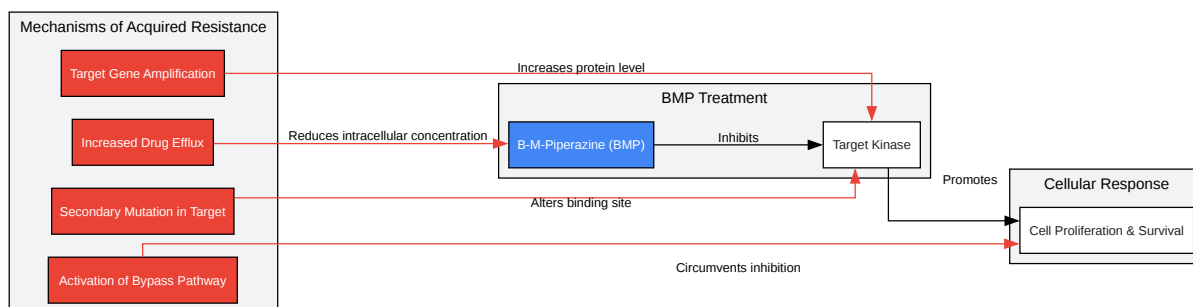 Mechanisms of Acquired Resistance
Target Gene Amplification
Increased Drug Efflux
Secondary Mutation in Target
Activation of Bypass Pathway
Increases protein level
Reduces intracellular concentration
Alters binding site
Circumvents inhibition
BMP Treatment
B-M-Piperazine (BMP)
Inhibits
Target Kinase
Promotes
Cellular Response
Cell Proliferation & Survival